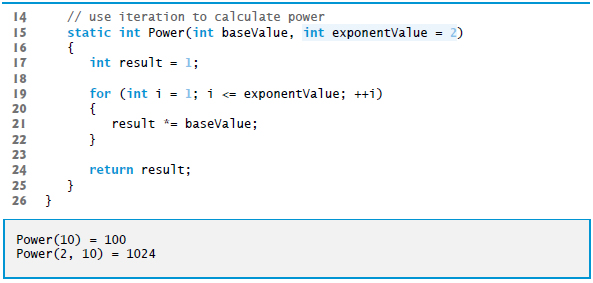 14 // use iteration to calculate power
15 static int Power(int baseValue, int exponentValue = 2)
16 {
17 int result = 1;
18
19 for (int i = 1; i <= exponentValue; ++i)
20 {
21 result *= baseValue;
22 }
23
24 return result;
25 }
26 }
Power(10) = 100
Power(2, 10) = 1024